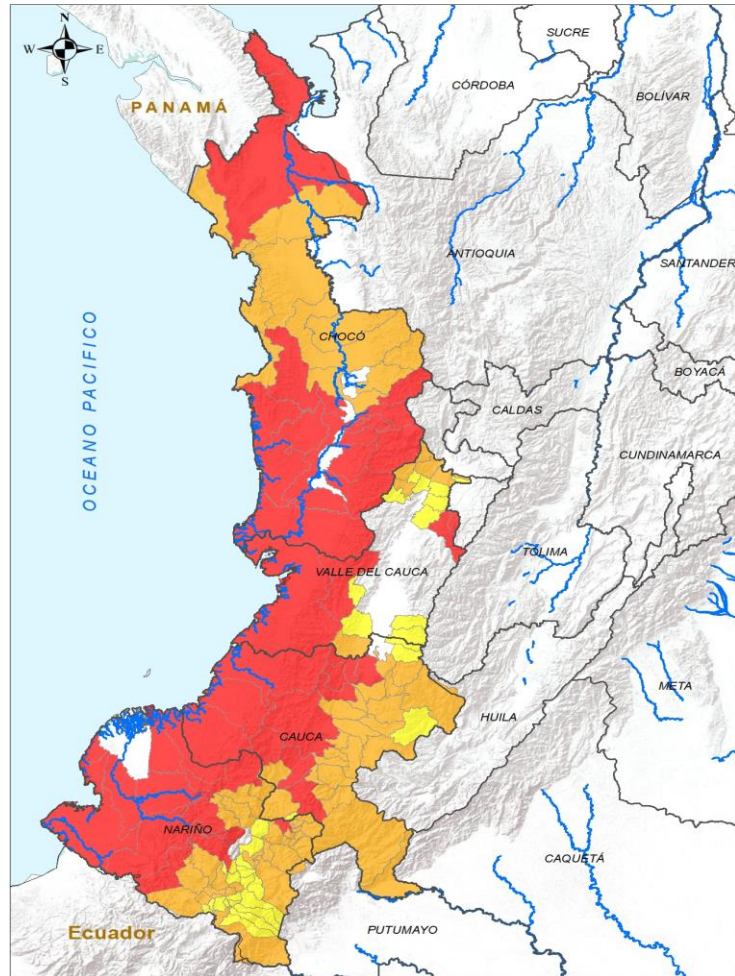 N
W E
S
SUCRE
CÓRDOBA
BOLÍVAR
PANAMÁ
ANTIOQUIA
SANTANDER
OCEANO PACIFICO
CHOCÓ
BOYACÁ
CALDAS
CUNDINAMARCA
TOLIMA
VALLE DEL CAUCA
META
HUILA
CAUCA
NARIÑO
CAQUETÁ
Ecuador
PUTUMAYO